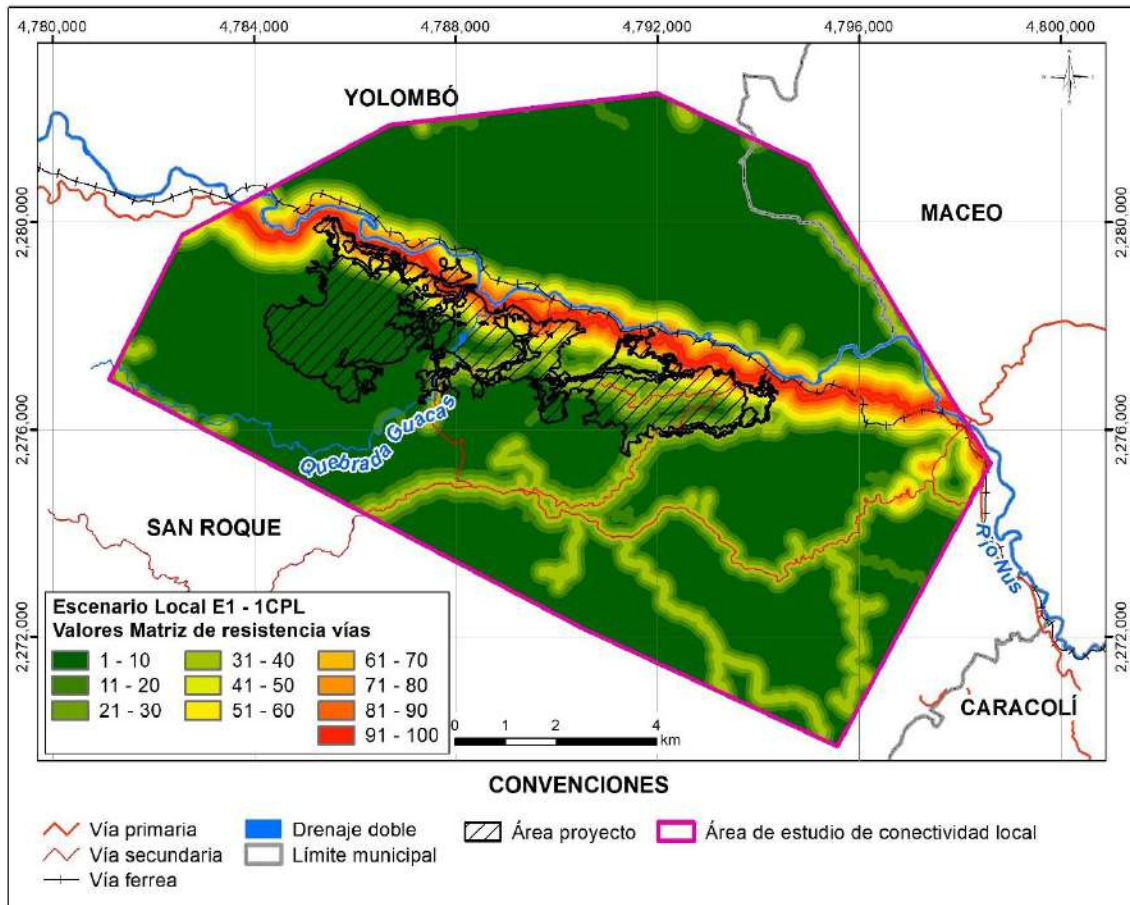 4,780,000 4,784,000 4,788,000 4,792,000 4,796,000 4,800,000
YOLOMBÓ
MACEO
2,280,000 2,280,000
2,276,000 2,276,000
Quebrada Guacas
SAN ROQUE
Río Nus
2,272,000 2,272,000
CARACOLÍ
Escenario Local E1 - 1CPL
Valores Matriz de resistencia vías
1 - 10 31 - 40 61 - 70
11 - 20 41 - 50 71 - 80
21 - 30 51 - 60 81 - 90
91 - 100
0 1 2 4
km
CONVENCIONES
Vía primaria Drenaje doble Área proyecto Área de estudio de conectividad local
Vía secundaria Límite municipal
Vía ferrea